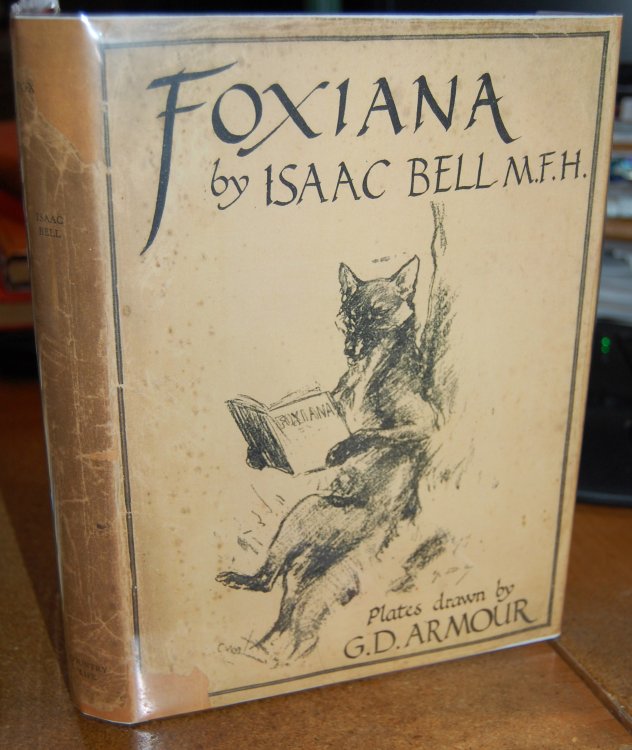 FOXIANA
by ISAAC BELL M.F.H.
FOXIANA
Plates drawn by
G.D. ARMOUR
ISAAC
BELL